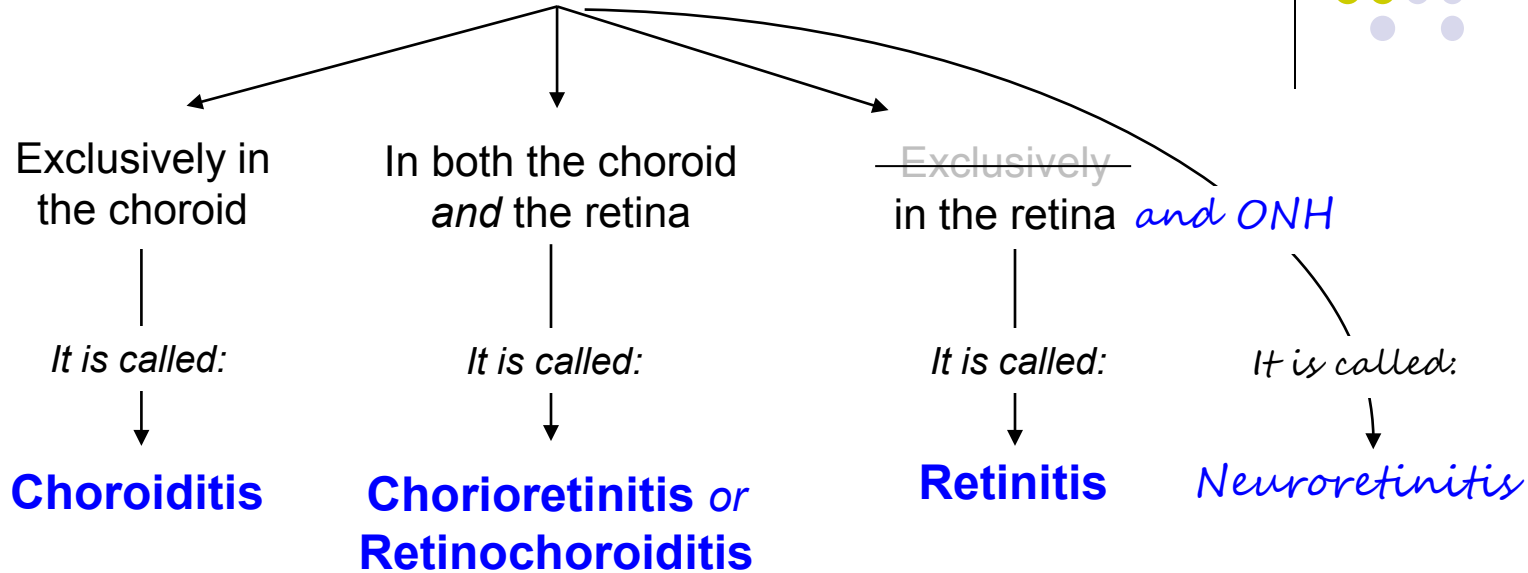 Exclusively in
the choroid
In both the choroid
and the retina
Exclusively
in the retina and ONH
It is called:
It is called:
It is called:
It is called:
Choroiditis
Chorioretinitis or
Retinochoroiditis
Retinitis
Neuroretinitis